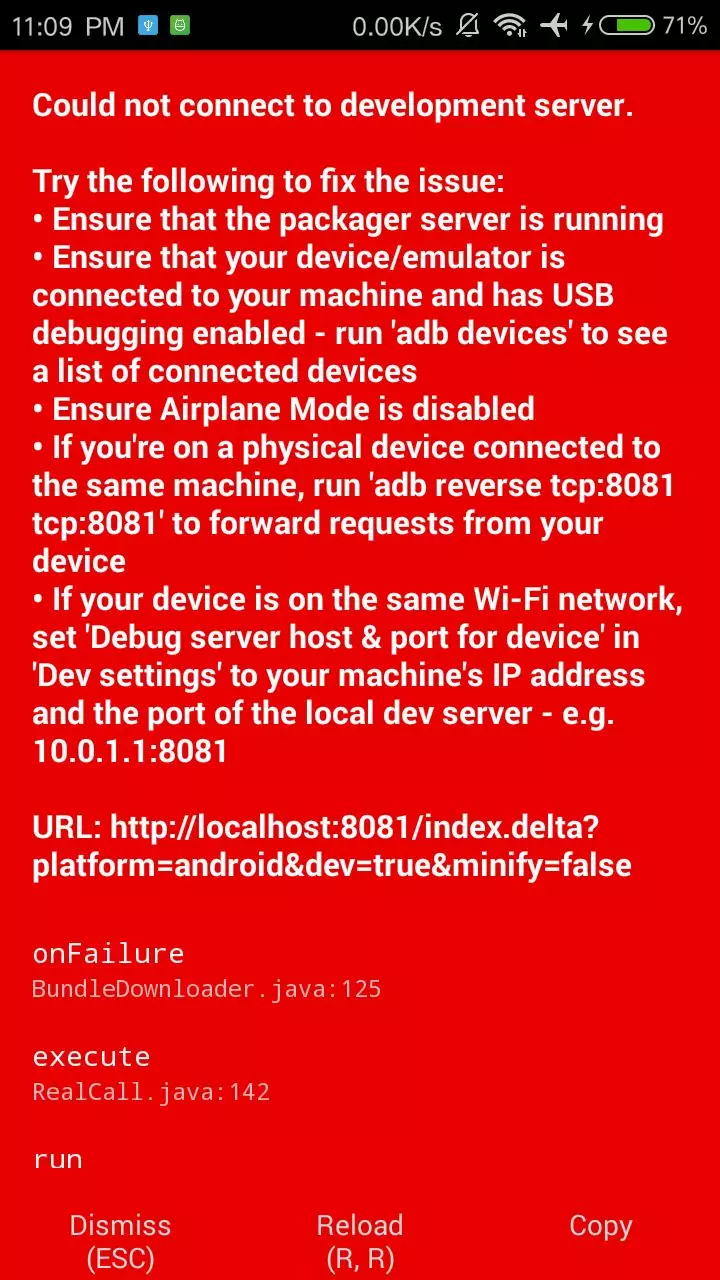 11:09 PM 0.00K/s 71%
Could not connect to development server.
Try the following to fix the issue:
• Ensure that the packager server is running
• Ensure that your device/emulator is
connected to your machine and has USB
debugging enabled - run 'adb devices' to see
a list of connected devices
• Ensure Airplane Mode is disabled
• If you're on a physical device connected to
the same machine, run 'adb reverse tcp:8081
tcp:8081' to forward requests from your
device
• If your device is on the same Wi-Fi network,
set 'Debug server host & port for device' in
'Dev settings' to your machine's IP address
and the port of the local dev server - e.g.
10.0.1.1:8081
URL: http://localhost:8081/index.delta?
platform=android&dev=true&minify=false
onFailure
BundleDownloader.java:125
execute
RealCall.java:142
run
Dismiss Reload Copy
(ESC) (R, R)